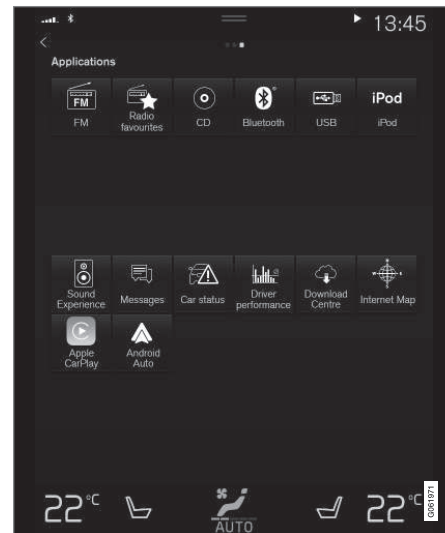 13:45
Applications
FM
iPod
FM
Radio
favourites
CD
Bluetooth
USB
iPod
Sound
Experience
Messages
Car status
Driver
performance
Download
Centre
Internet Map
Apple
CarPlay
Android
Auto
22°C
AUTO
22°C
G061971